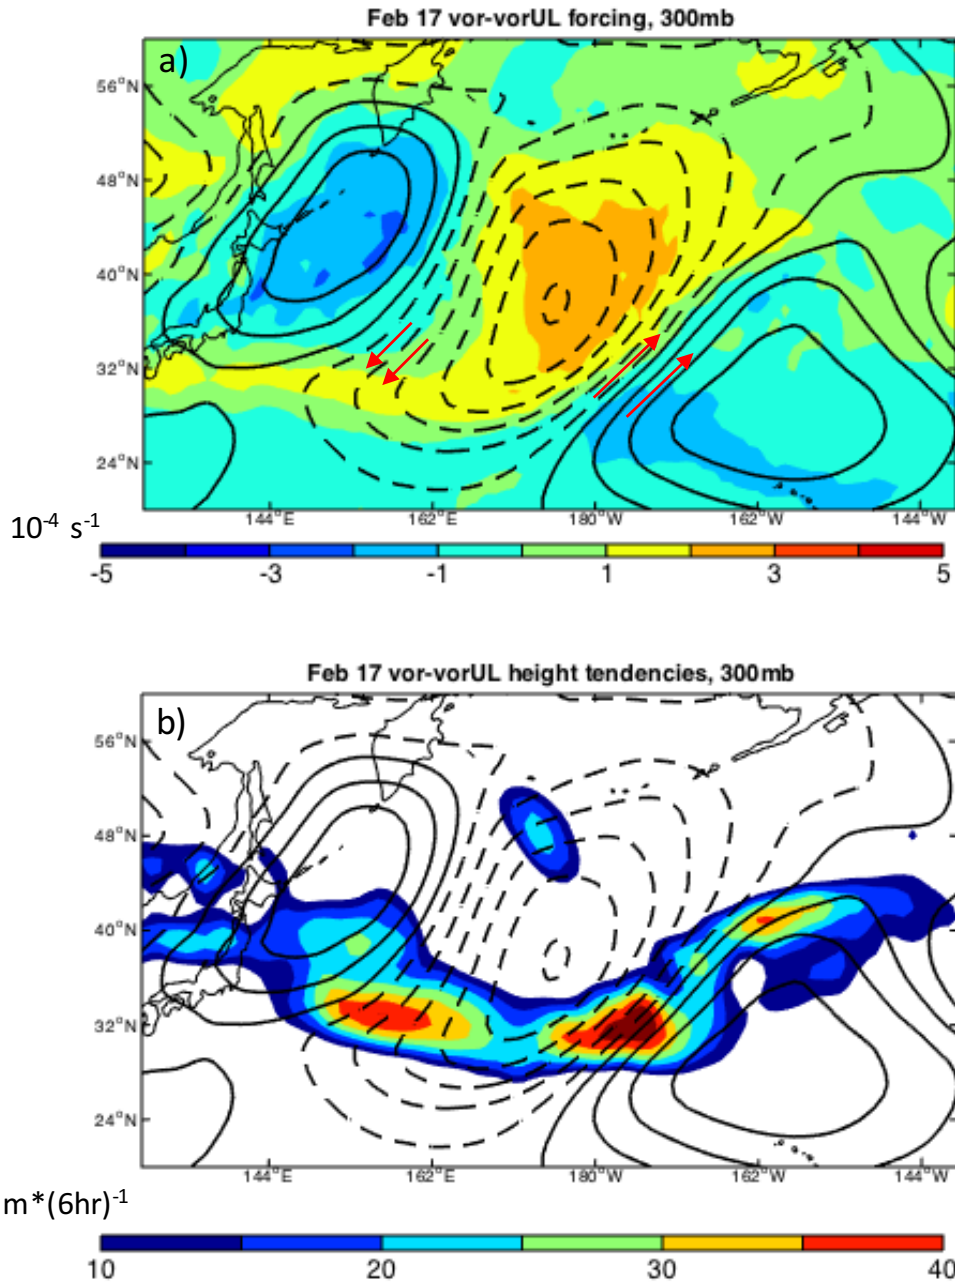 Feb 17 vor-vorUL forcing, 300mb
a)
56°N
48°N
40°N
32°N
24°N
144°E 162°E 180°W 162°W 144°W
10-4 s-1
-5 -3 -1 1 3 5
Feb 17 vor-vorUL height tendencies, 300mb
b)
56°N
48°N
40°N
32°N
24°N
144°E 162°E 180°W 162°W 144°W
m*(6hr)-1
10 20 30 40